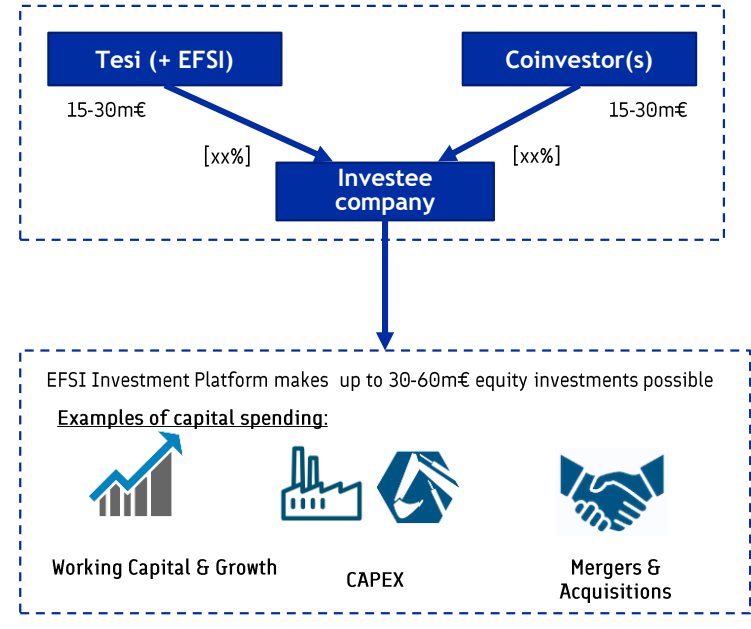 Tesi (+ EFSI)
Coinvestor(s)
15-30m€
15-30m€
[xx%]
[xx%]
Investee
company
EFSI Investment Platform makes up to 30-60m€ equity investments possible
Examples of capital spending:
Working Capital & Growth
CAPEX
Mergers &
Acquisitions